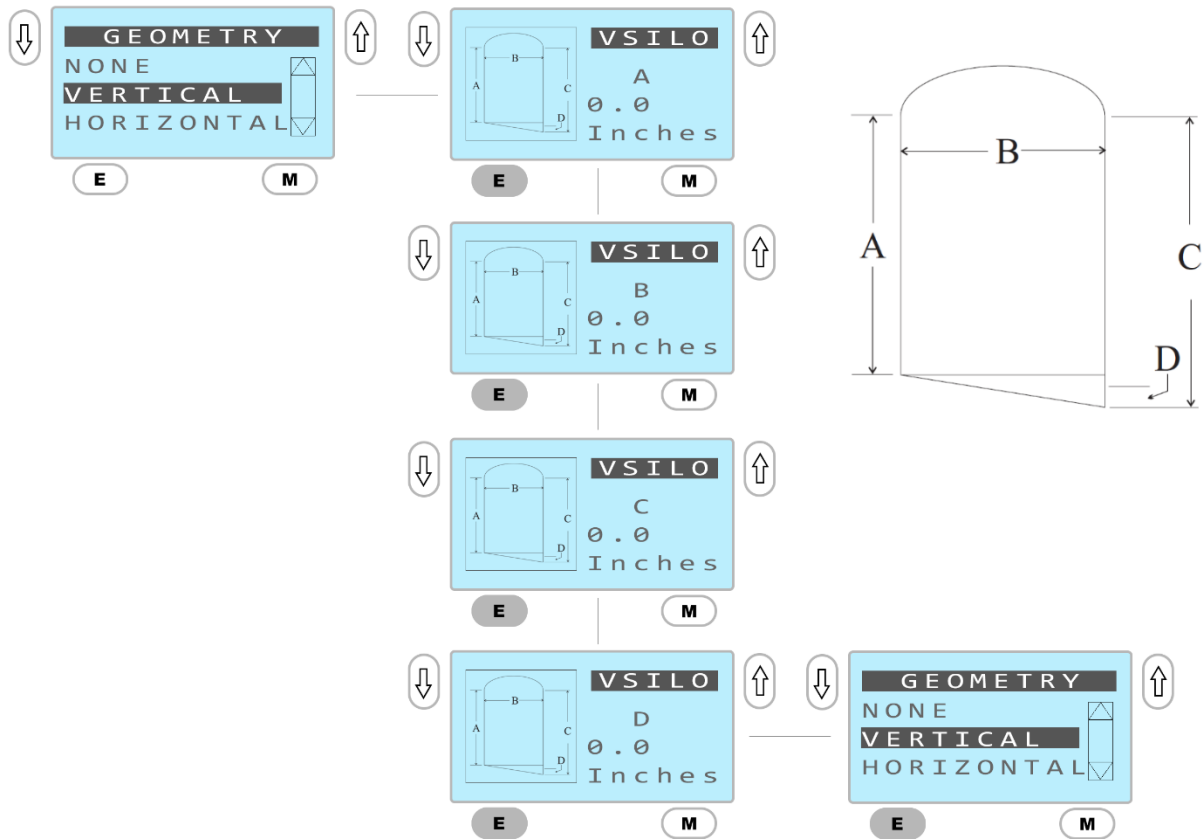 GEOMETRY
NONE
VERTICAL
HORIZONTAL
E
M
VSILO
A
0.0
Inches
A
B
C
D
E
M
VSILO
B
0.0
Inches
A
B
C
D
E
M
VSILO
C
0.0
Inches
A
B
C
D
E
M
VSILO
D
0.0
Inches
A
B
C
D
E
M
GEOMETRY
NONE
VERTICAL
HORIZONTAL
E
M
A
B
C
D